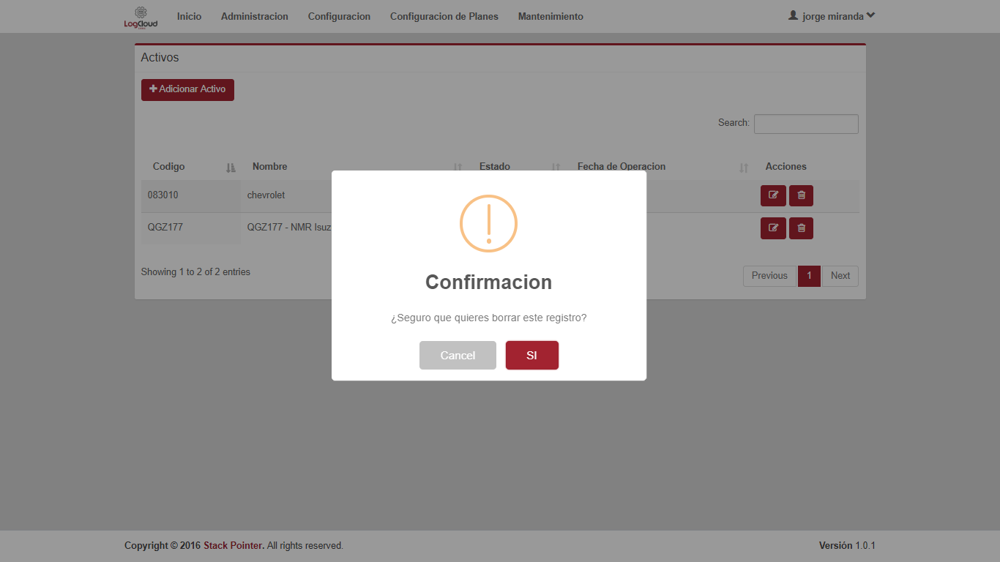 LogCloud
Inicio Administracion Configuracion Configuracion de Planes Mantenimiento jorge miranda
Activos
Adicionar Activo
Search:
Codigo Nombre Estado Fecha de Operacion Acciones
083010 chevrolet
QGZ177 QGZ177 - NMR Isuz
Confirmacion
¿Seguro que quieres borrar este registro?
Cancel SI
Showing 1 to 2 of 2 entries
Previous 1 Next
Copyright © 2016 Stack Pointer. All rights reserved. Versión 1.0.1